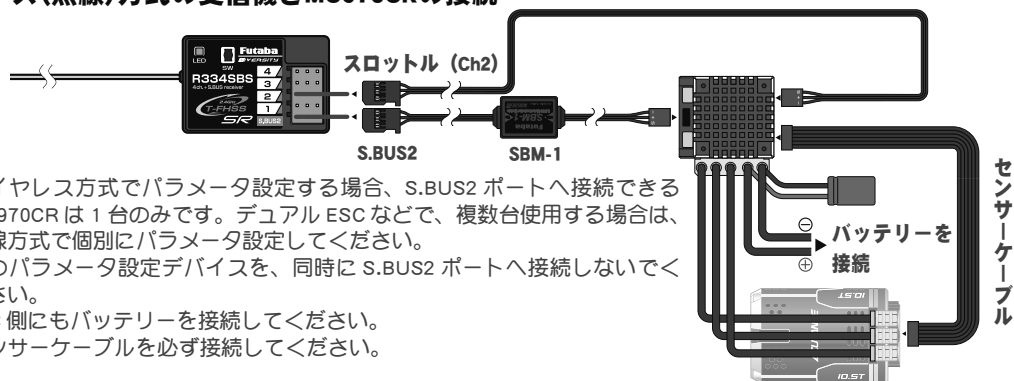 ス(無線)方式の受信機とMC970CRの接続
LED
SW
Futaba
DIVERSITY
R334SBS
4ch. + S.BUS receiver
2.4GHz
T-FHSS
SR
4
3
2
1
S.BUS2
スロットル（Ch2）
S.BUS2
Futaba
SBM-1
SBM-1
センサーケーブル
イヤレス方式でパラメータ設定する場合、S.BUS2 ポートへ接続できる
970CR は 1 台のみです。デュアル ESC などで、複数台使用する場合は、
線方式で個別にパラメータ設定してください。
のパラメータ設定デバイスを、同時に S.BUS2 ポートへ接続しないでく
さい。
側にもバッテリーを接続してください。
ンサーケーブルを必ず接続してください。
⊖
⊕
バッテリーを
接続
10.5T
10.5T